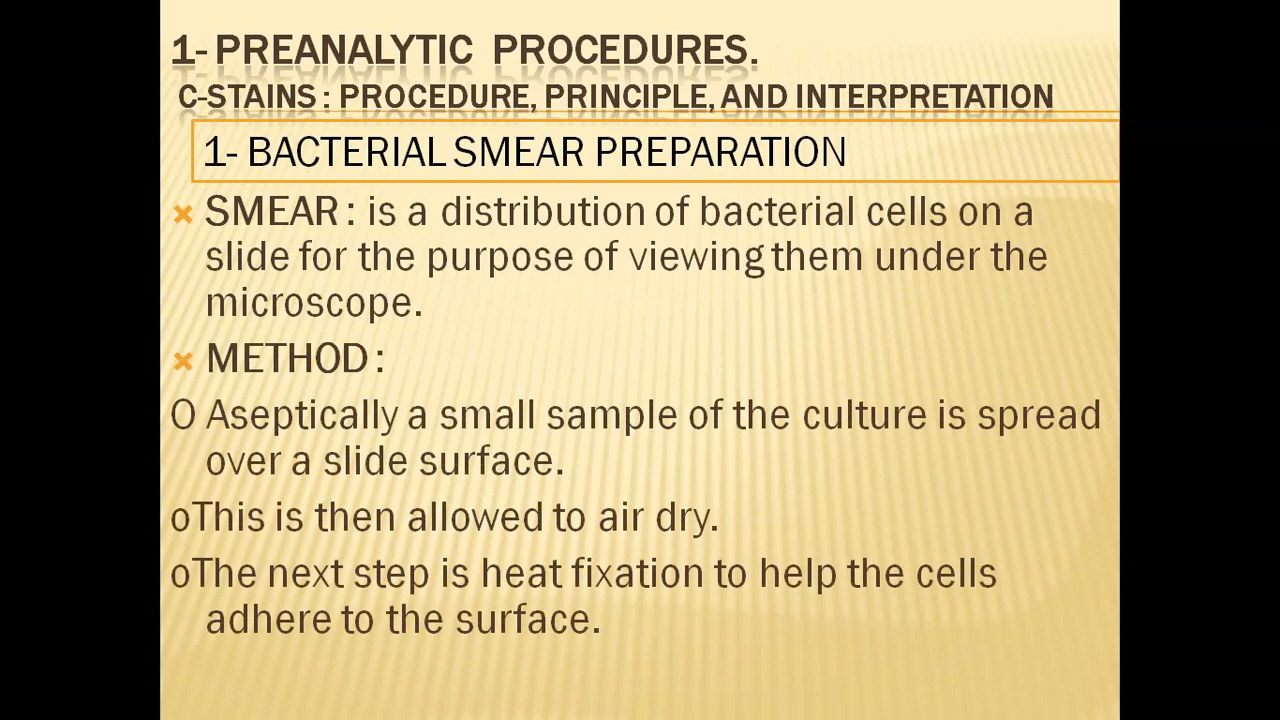 1- PREANALYTIC PROCEDURES.
C-STAINS : PROCEDURE, PRINCIPLE, AND INTERPRETATION
1- BACTERIAL SMEAR PREPARATION
SMEAR : is a distribution of bacterial cells on a
slide for the purpose of viewing them under the
microscope.
METHOD :
O Aseptically a small sample of the culture is spread
over a slide surface.
oThis is then allowed to air dry.
oThe next step is heat fixation to help the cells
adhere to the surface.